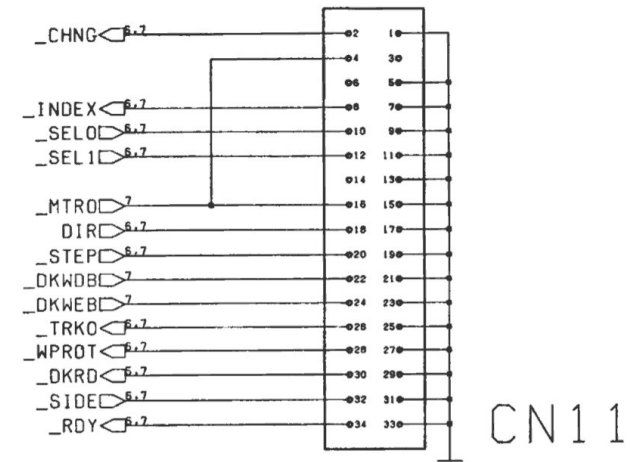 _CHNG 6,7 2 1
4 3
6 5
_INDEX 6,7 8 7
_SEL0 6,7 10 9
_SEL1 6,7 12 11
14 13
_MTR0 7 16 15
DIR 6,7 18 17
_STEP 6,7 20 19
_DKWDB 7 22 21
_DKWEB 7 24 23
_TRK0 6,7 26 25
_WPROT 6,7 28 27
_DKRD 6,7 30 29
_SIDE 6,7 32 31
_RDY 6,7 34 33
CN11